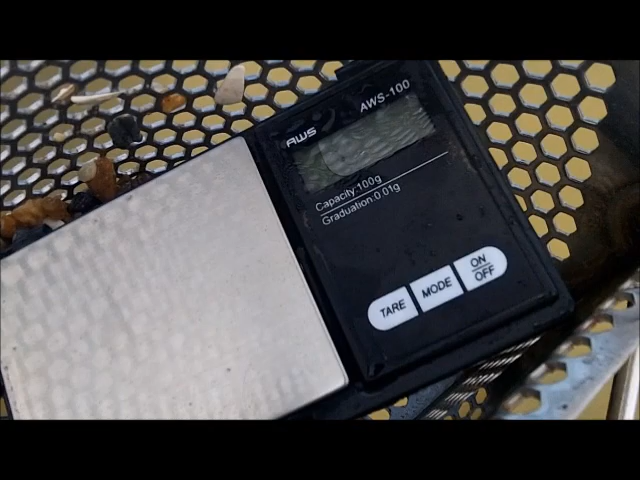 AWS AWS-100
Capacity:100g
Graduation:0.01g
TARE MODE ON/OFF